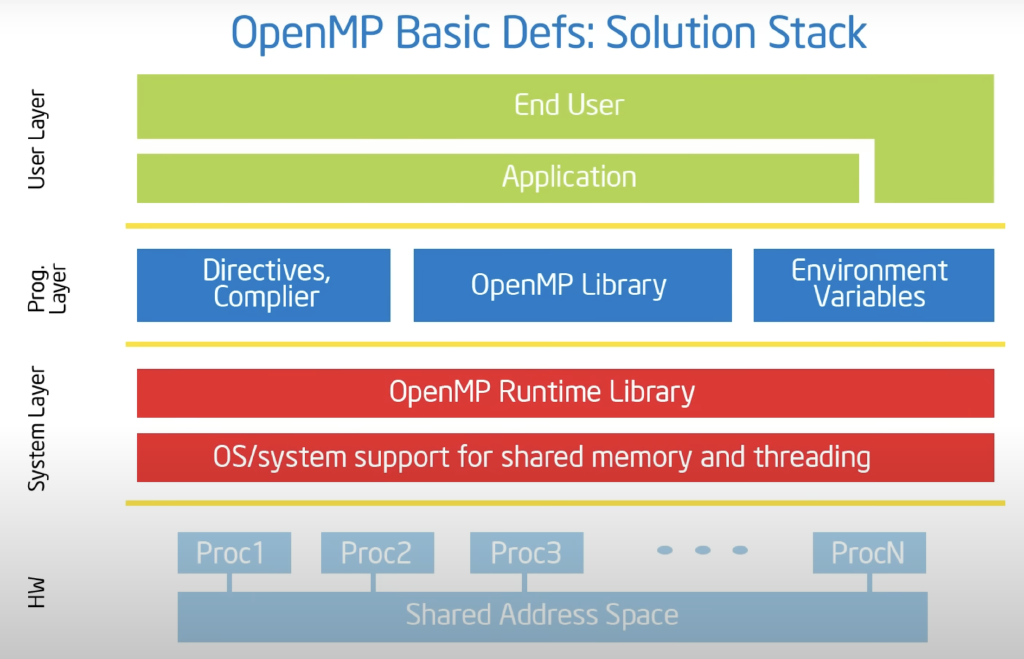 OpenMP Basic Defs: Solution Stack
User Layer
End User
Application
Prog.
Layer
Directives,
Complier
OpenMP Library
Environment
Variables
System Layer
OpenMP Runtime Library
OS/system support for shared memory and threading
HW
Proc1
Proc2
Proc3
• • •
ProcN
Shared Address Space